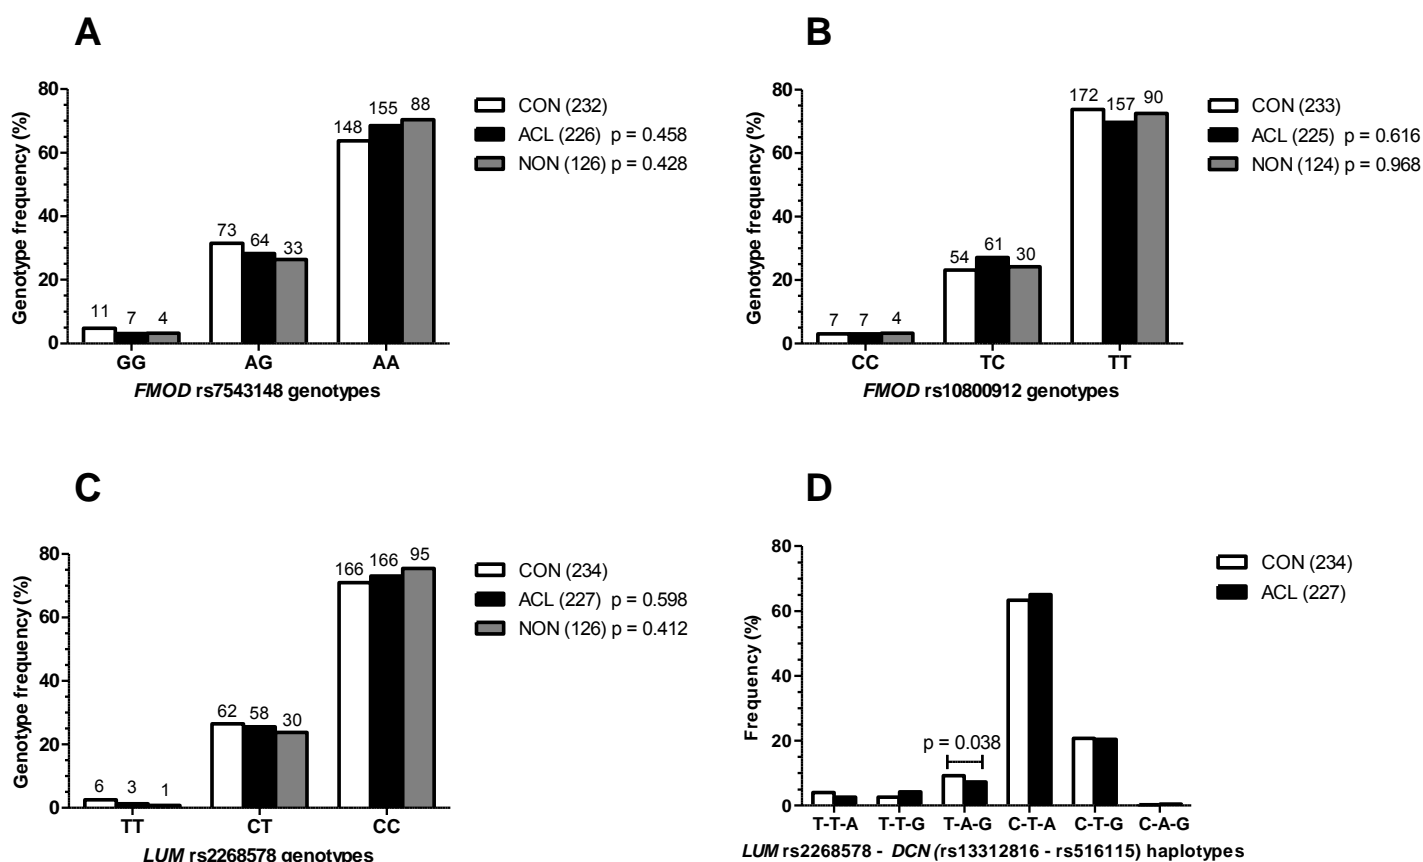 A
Genotype frequency (%)
80
60
40
20
0
11
7
4
73
64
33
148
155
88
GG
AG
AA
FMOD rs7543148 genotypes
CON (232)
ACL (226) p = 0.458
NON (126) p = 0.428
B
Genotype frequency (%)
80
60
40
20
0
7
7
4
54
61
30
172
157
90
CC
TC
TT
FMOD rs10800912 genotypes
CON (233)
ACL (225) p = 0.616
NON (124) p = 0.968
C
Genotype frequency (%)
80
60
40
20
0
6
3
1
62
58
30
166
166
95
TT
CT
CC
LUM rs2268578 genotypes
CON (234)
ACL (227) p = 0.598
NON (126) p = 0.412
D
Frequency (%)
80
60
40
20
0
p = 0.038
T-T-A
T-T-G
T-A-G
C-T-A
C-T-G
C-A-G
LUM rs2268578 - DCN (rs13312816 - rs516115) haplotypes
CON (234)
ACL (227)